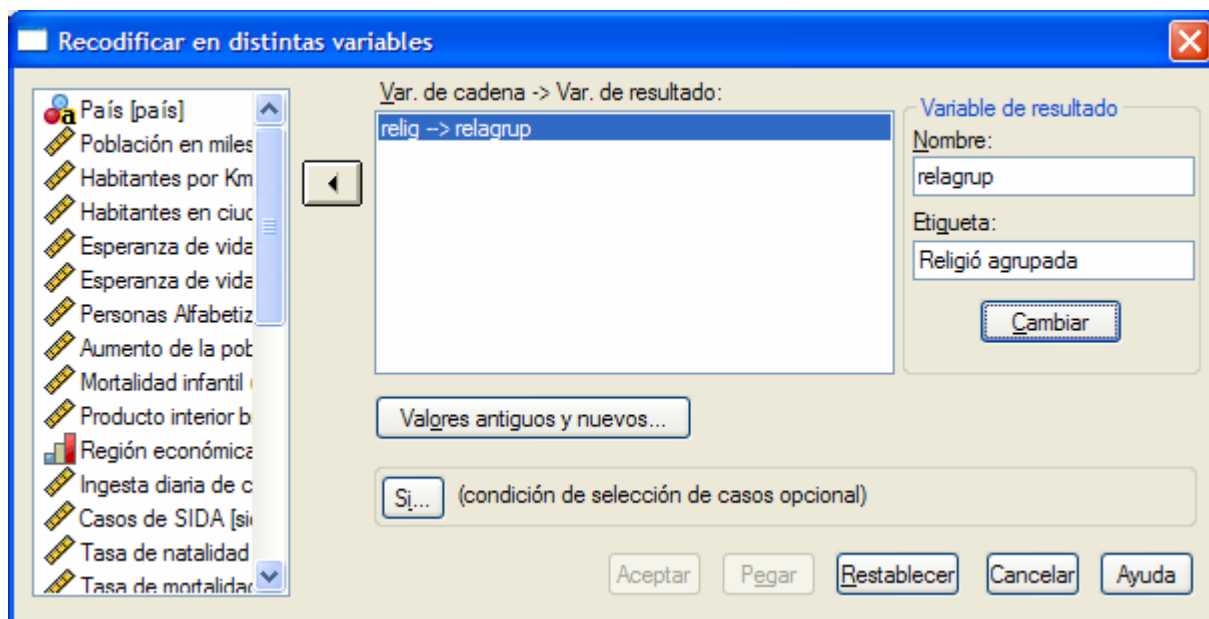 Recodificar en distintas variables
País [país]
Población en miles
Habitantes por Km
Habitantes en ciud
Esperanza de vida
Esperanza de vida
Personas Alfabetiz
Aumento de la pob
Mortalidad infantil (
Producto interior b
Región económica
Ingesta diaria de c
Casos de SIDA [si
Tasa de natalidad
Tasa de mortalidad
Var. de cadena -> Var. de resultado:
relig --> relagrup
Variable de resultado
Nombre:
relagrup
Etiqueta:
Religió agrupada
Cambiar
Valores antiguos y nuevos...
Si...
(condición de selección de casos opcional)
Aceptar
Pegar
Restablecer
Cancelar
Ayuda